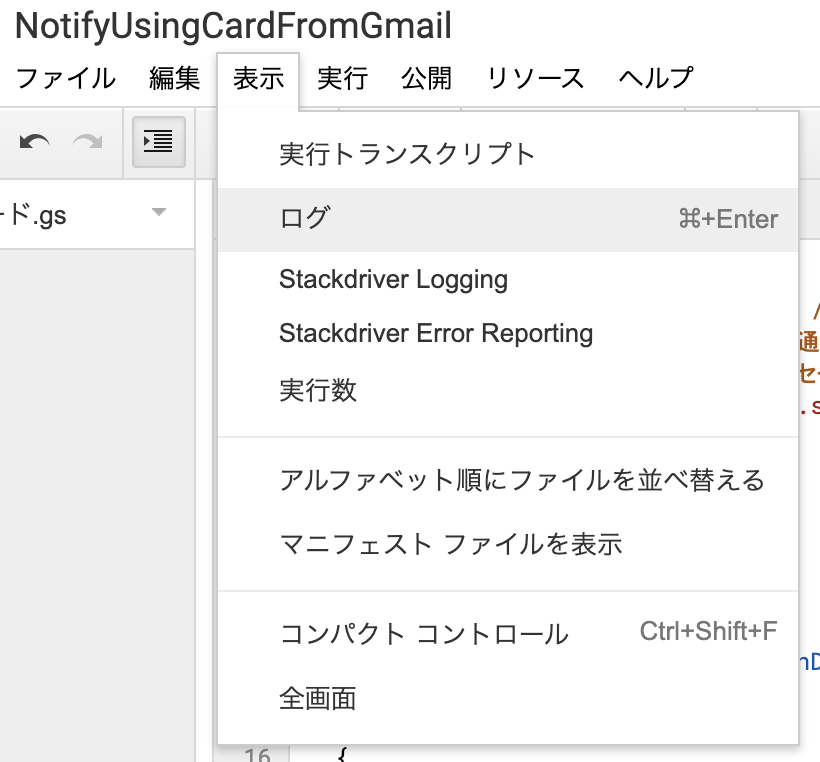 NotifyUsingCardFromGmail
ファイル 編集 表示 実行 公開 リソース ヘルプ
実行トランスクリプト
ード.gs
ログ ⌘+Enter
Stackdriver Logging
Stackdriver Error Reporting
通
セ
.s
実行数
アルファベット順にファイルを並べ替える
マニフェスト ファイルを表示
コンパクト コントロール Ctrl+Shift+F
nD
全画面
16 {